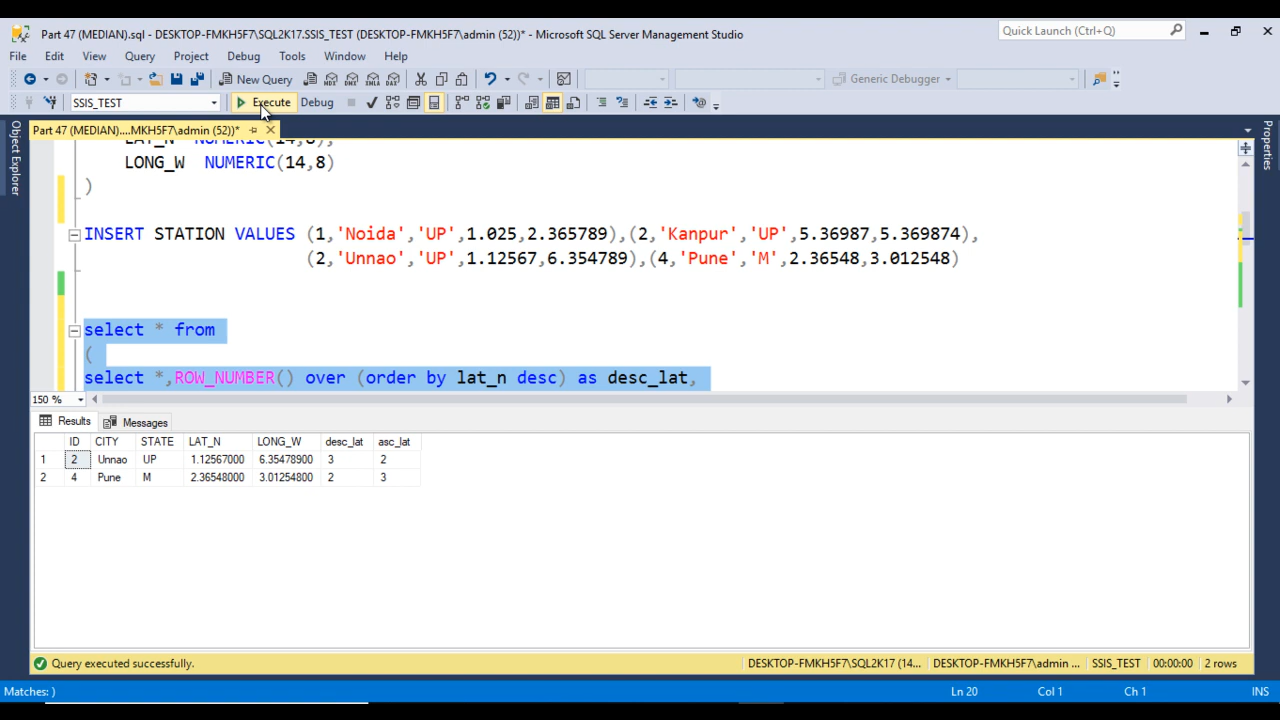 Part 47 (MEDIAN).sql - DESKTOP-FMKH5F7\SQL2K17.SSIS_TEST (DESKTOP-FMKH5F7\admin (52))* - Microsoft SQL Server Management Studio
Quick Launch (Ctrl+Q)
File Edit View Query Project Debug Tools Window Help
New Query
Generic Debugger
SSIS_TEST
Execute Debug
Part 47 (MEDIAN)....MKH5F7\admin (52))*
Object Explorer
Properties
LAT_N NUMERIC(14,8),
LONG_W NUMERIC(14,8)
)
INSERT STATION VALUES (1,'Noida','UP',1.025,2.365789),(2,'Kanpur','UP',5.36987,5.369874),
(2,'Unnao','UP',1.12567,6.354789),(4,'Pune','M',2.36548,3.012548)
select * from
(
select *,ROW_NUMBER() over (order by lat_n desc) as desc_lat,
150 %
Results Messages
ID CITY STATE LAT_N LONG_W desc_lat asc_lat
1 2 Unnao UP 1.12567000 6.35478900 3 2
2 4 Pune M 2.36548000 3.01254800 2 3
Query executed successfully.
DESKTOP-FMKH5F7\SQL2K17 (14... DESKTOP-FMKH5F7\admin ... SSIS_TEST 00:00:00 2 rows
Matches: )
Ln 20 Col 1 Ch 1 INS